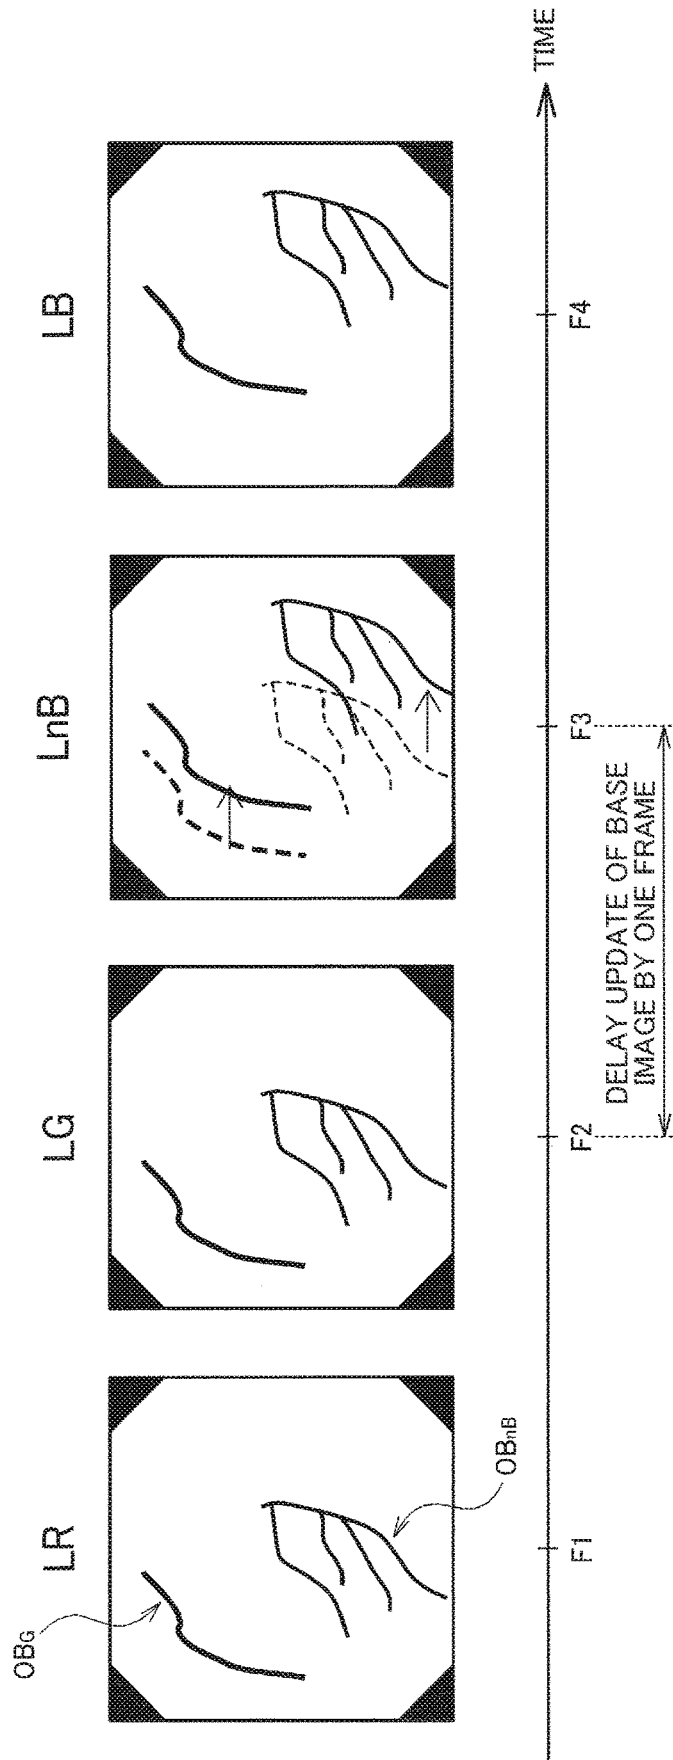 LR
LG
LnB
LB
OBG
OBnB
F1
F2
F3
F4
TIME
DELAY UPDATE OF BASE
IMAGE BY ONE FRAME